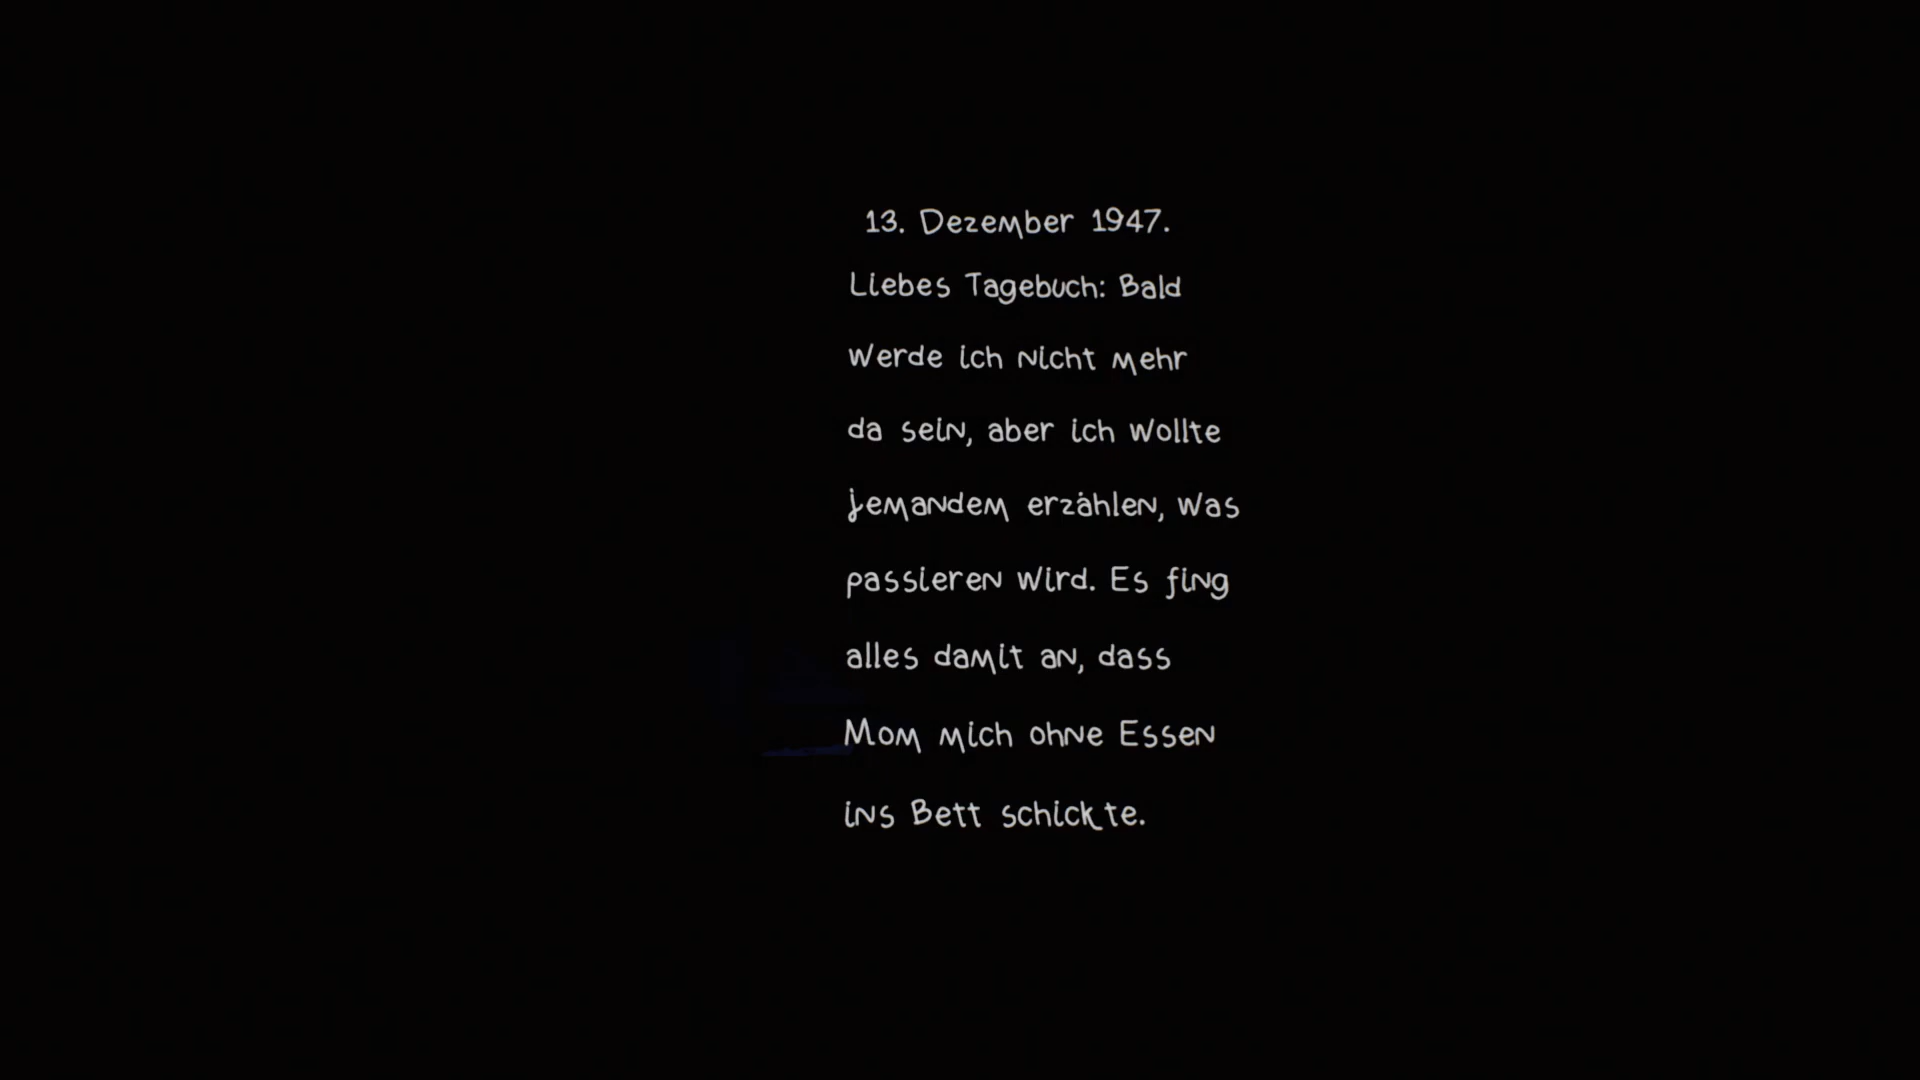 13. Dezember 1947.
Liebes Tagebuch: Bald
werde ich nicht mehr
da sein, aber ich wollte
jemandem erzählen, was
passieren wird. Es fing
alles damit an, dass
Mom mich ohne Essen
ins Bett schickte.